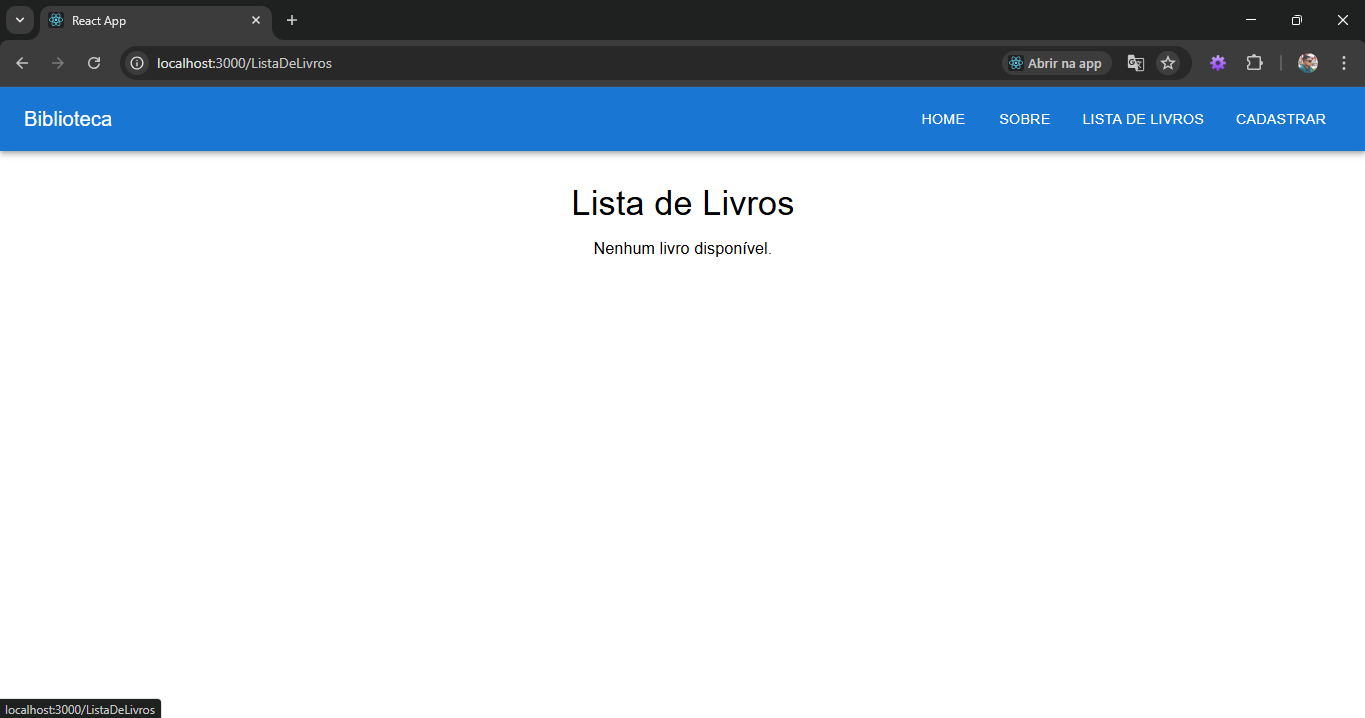 React App
localhost:3000/ListaDeLivros
Abrir na app
Biblioteca
HOME SOBRE LISTA DE LIVROS CADASTRAR
Lista de Livros
Nenhum livro disponível.
localhost:3000/ListaDeLivros